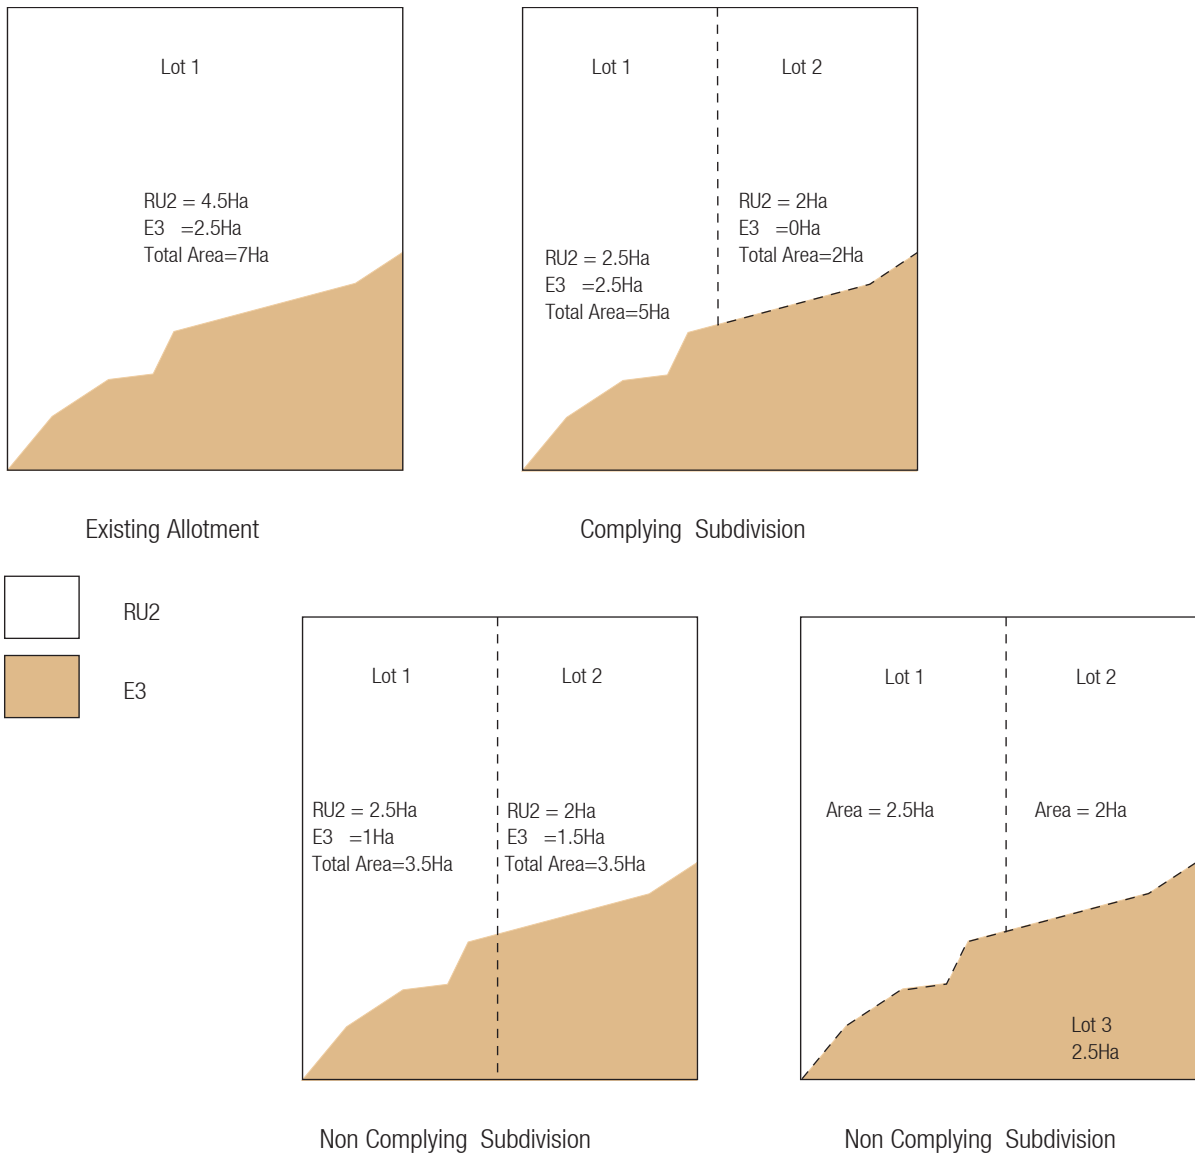 Lot 1
RU2 = 4.5Ha
E3 =2.5Ha
Total Area=7Ha
Existing Allotment
Lot 1
Lot 2
RU2 = 2.5Ha
E3 =2.5Ha
Total Area=5Ha
RU2 = 2Ha
E3 =0Ha
Total Area=2Ha
Complying Subdivision
RU2
E3
Lot 1
Lot 2
RU2 = 2.5Ha
E3 =1Ha
Total Area=3.5Ha
RU2 = 2Ha
E3 =1.5Ha
Total Area=3.5Ha
Non Complying Subdivision
Lot 1
Lot 2
Area = 2.5Ha
Area = 2Ha
Lot 3
2.5Ha
Non Complying Subdivision